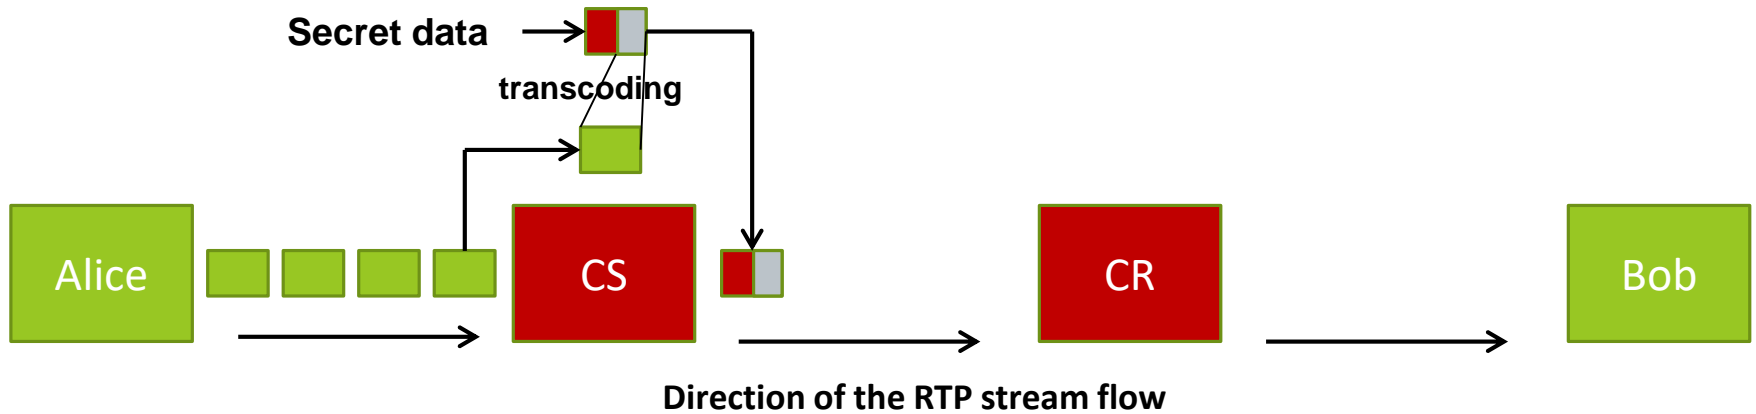 Secret data
transcoding
Alice
CS
CR
Bob
Direction of the RTP stream flow